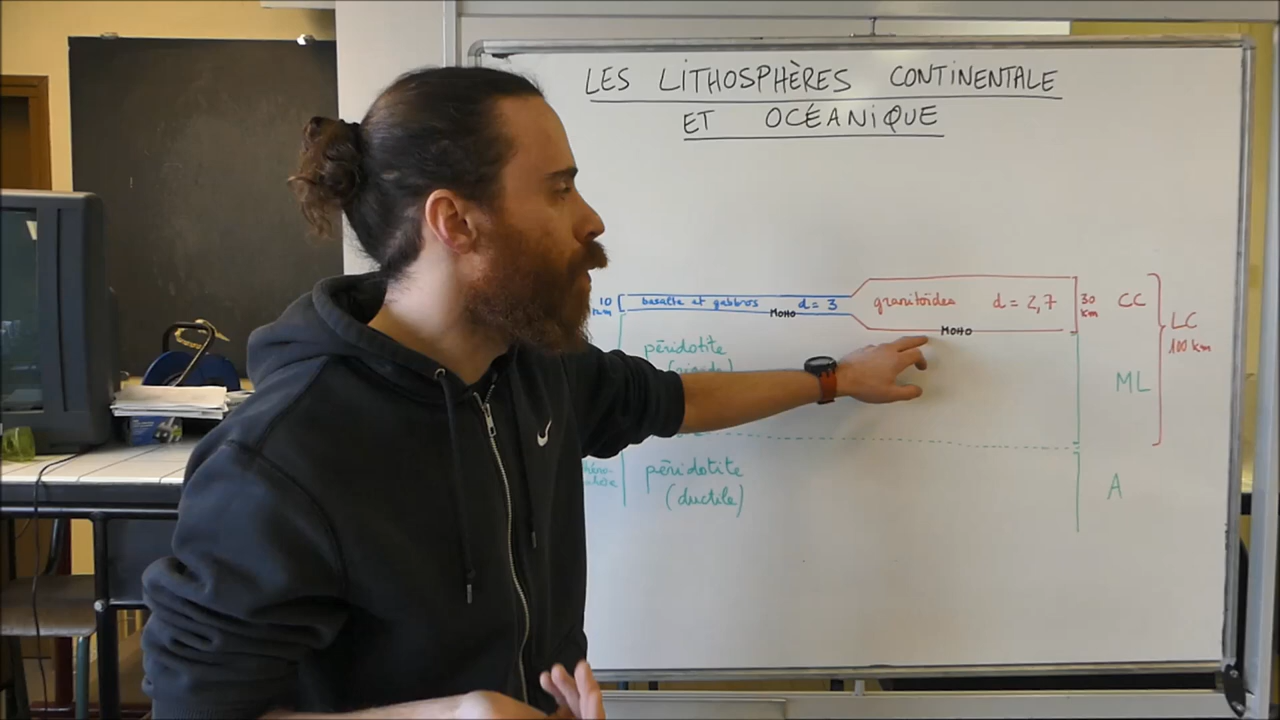 LES LITHOSPHÈRES CONTINENTALE
ET OCÉANIQUE
10
km
basalte et gabbros d = 3
MOHO
granitoïdes d = 2,7
MOHO
30
km
CC
LC
100 km
péridotite
ML
péridotite
(ductile)
A